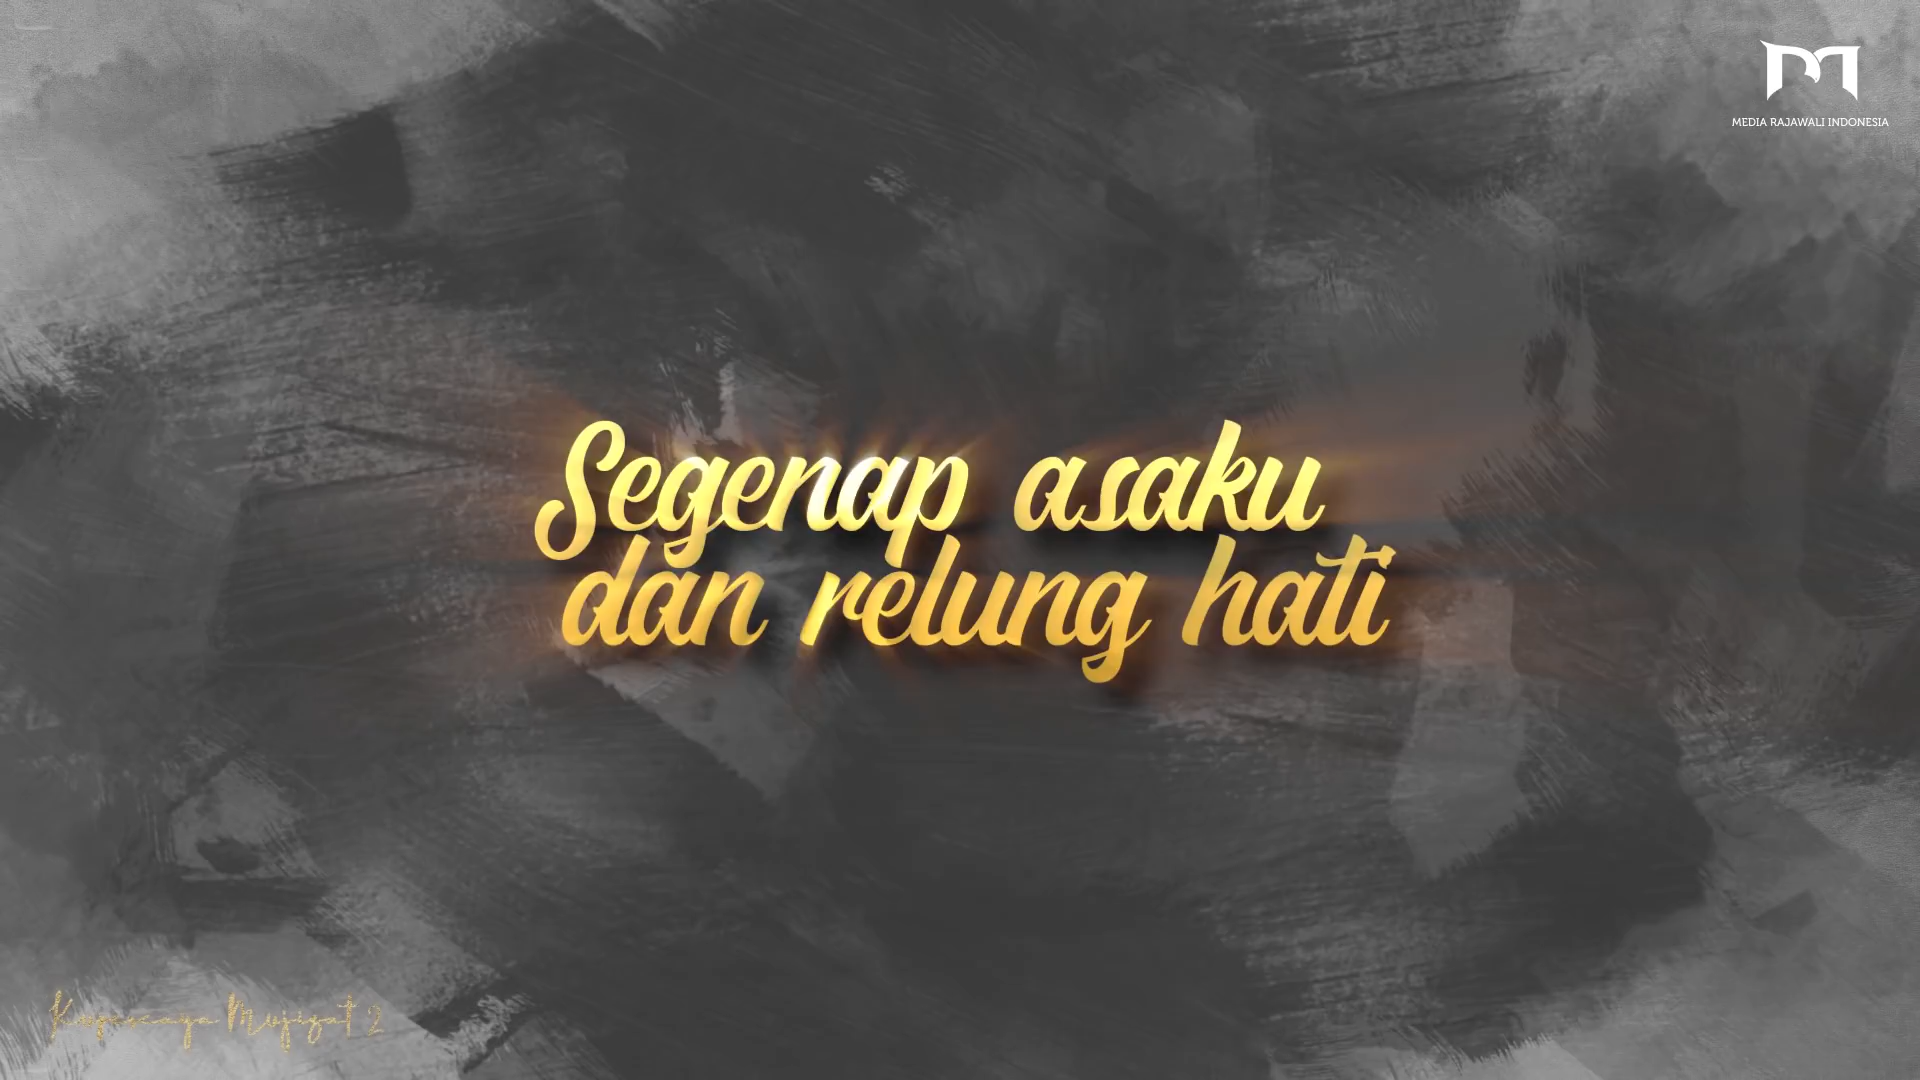 MEDIA RAJAWALI INDONESIA
Segenap asaku
dan relung hati
Kupercaya Mujizat 2